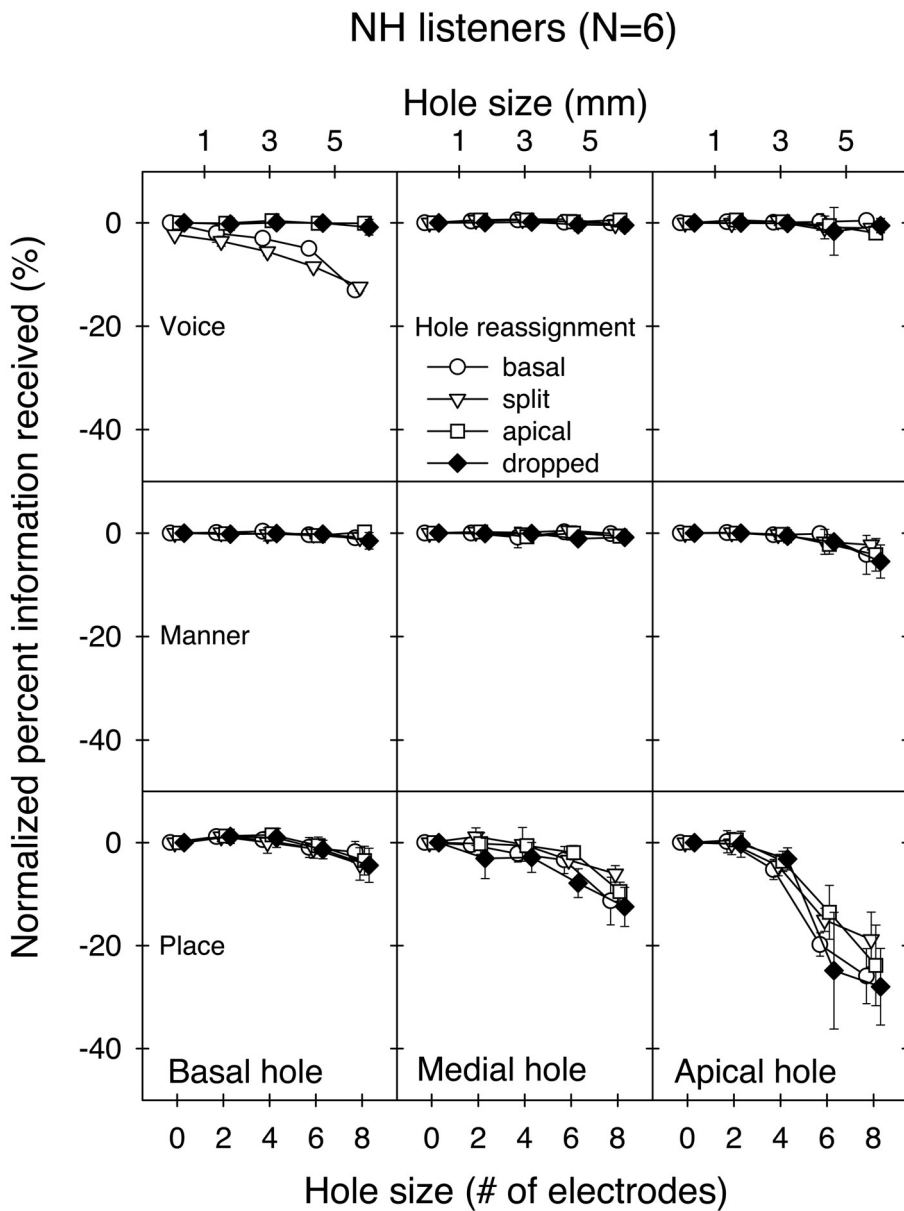 NH listeners (N=6)
Hole size (mm)
1 3 5 1 3 5 1 3 5
Normalized percent information received (%)
0
-20
-40
Voice
Hole reassignment
basal
split
apical
dropped
0
-20
-40
Manner
0
-20
-40
Place
Basal hole Medial hole Apical hole
0 2 4 6 8 0 2 4 6 8 0 2 4 6 8
Hole size (# of electrodes)